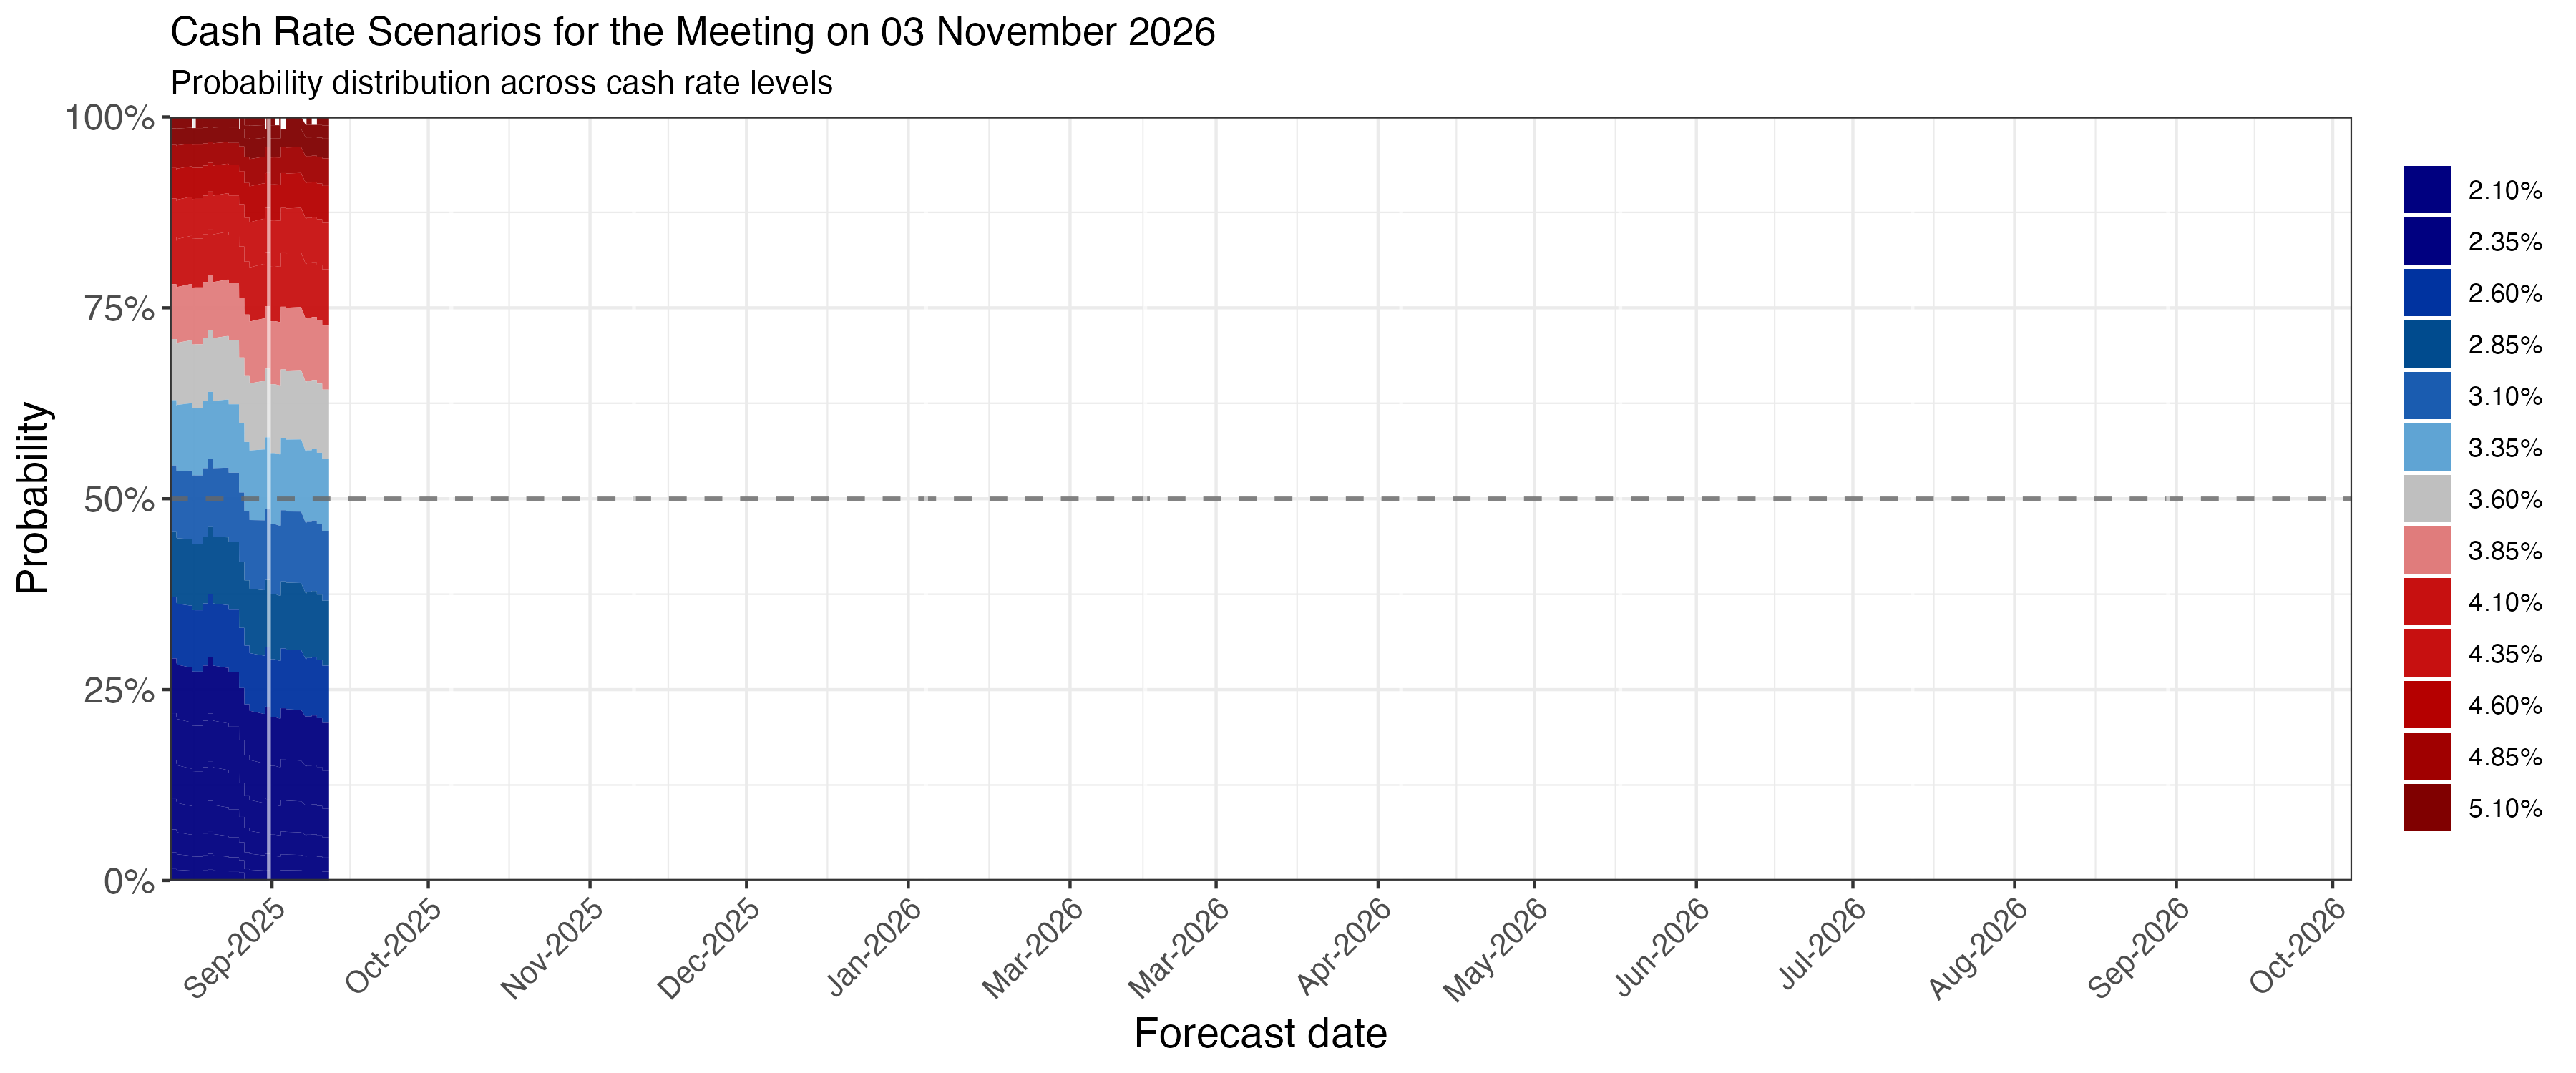 Cash Rate Scenarios for the Meeting on 03 November 2026
Probability distribution across cash rate levels
100%
75%
50%
25%
0%
Probability
Sep-2025
Oct-2025
Nov-2025
Dec-2025
Jan-2026
Mar-2026
Mar-2026
Apr-2026
May-2026
Jun-2026
Jul-2026
Aug-2026
Sep-2026
Oct-2026
Forecast date
2.10%
2.35%
2.60%
2.85%
3.10%
3.35%
3.60%
3.85%
4.10%
4.35%
4.60%
4.85%
5.10%